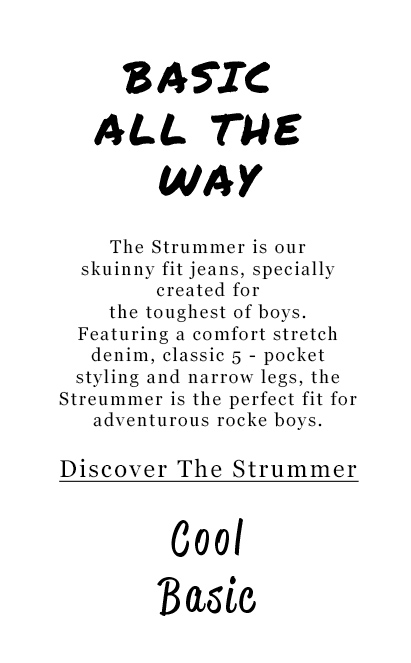 BASIC
ALL THE
WAY
The Strummer is our
skuinny fit jeans, specially
created for
the toughest of boys.
Featuring a comfort stretch
denim, classic 5 - pocket
styling and narrow legs, the
Streummer is the perfect fit for
adventurous rocke boys.
Discover The Strummer
Cool
Basic